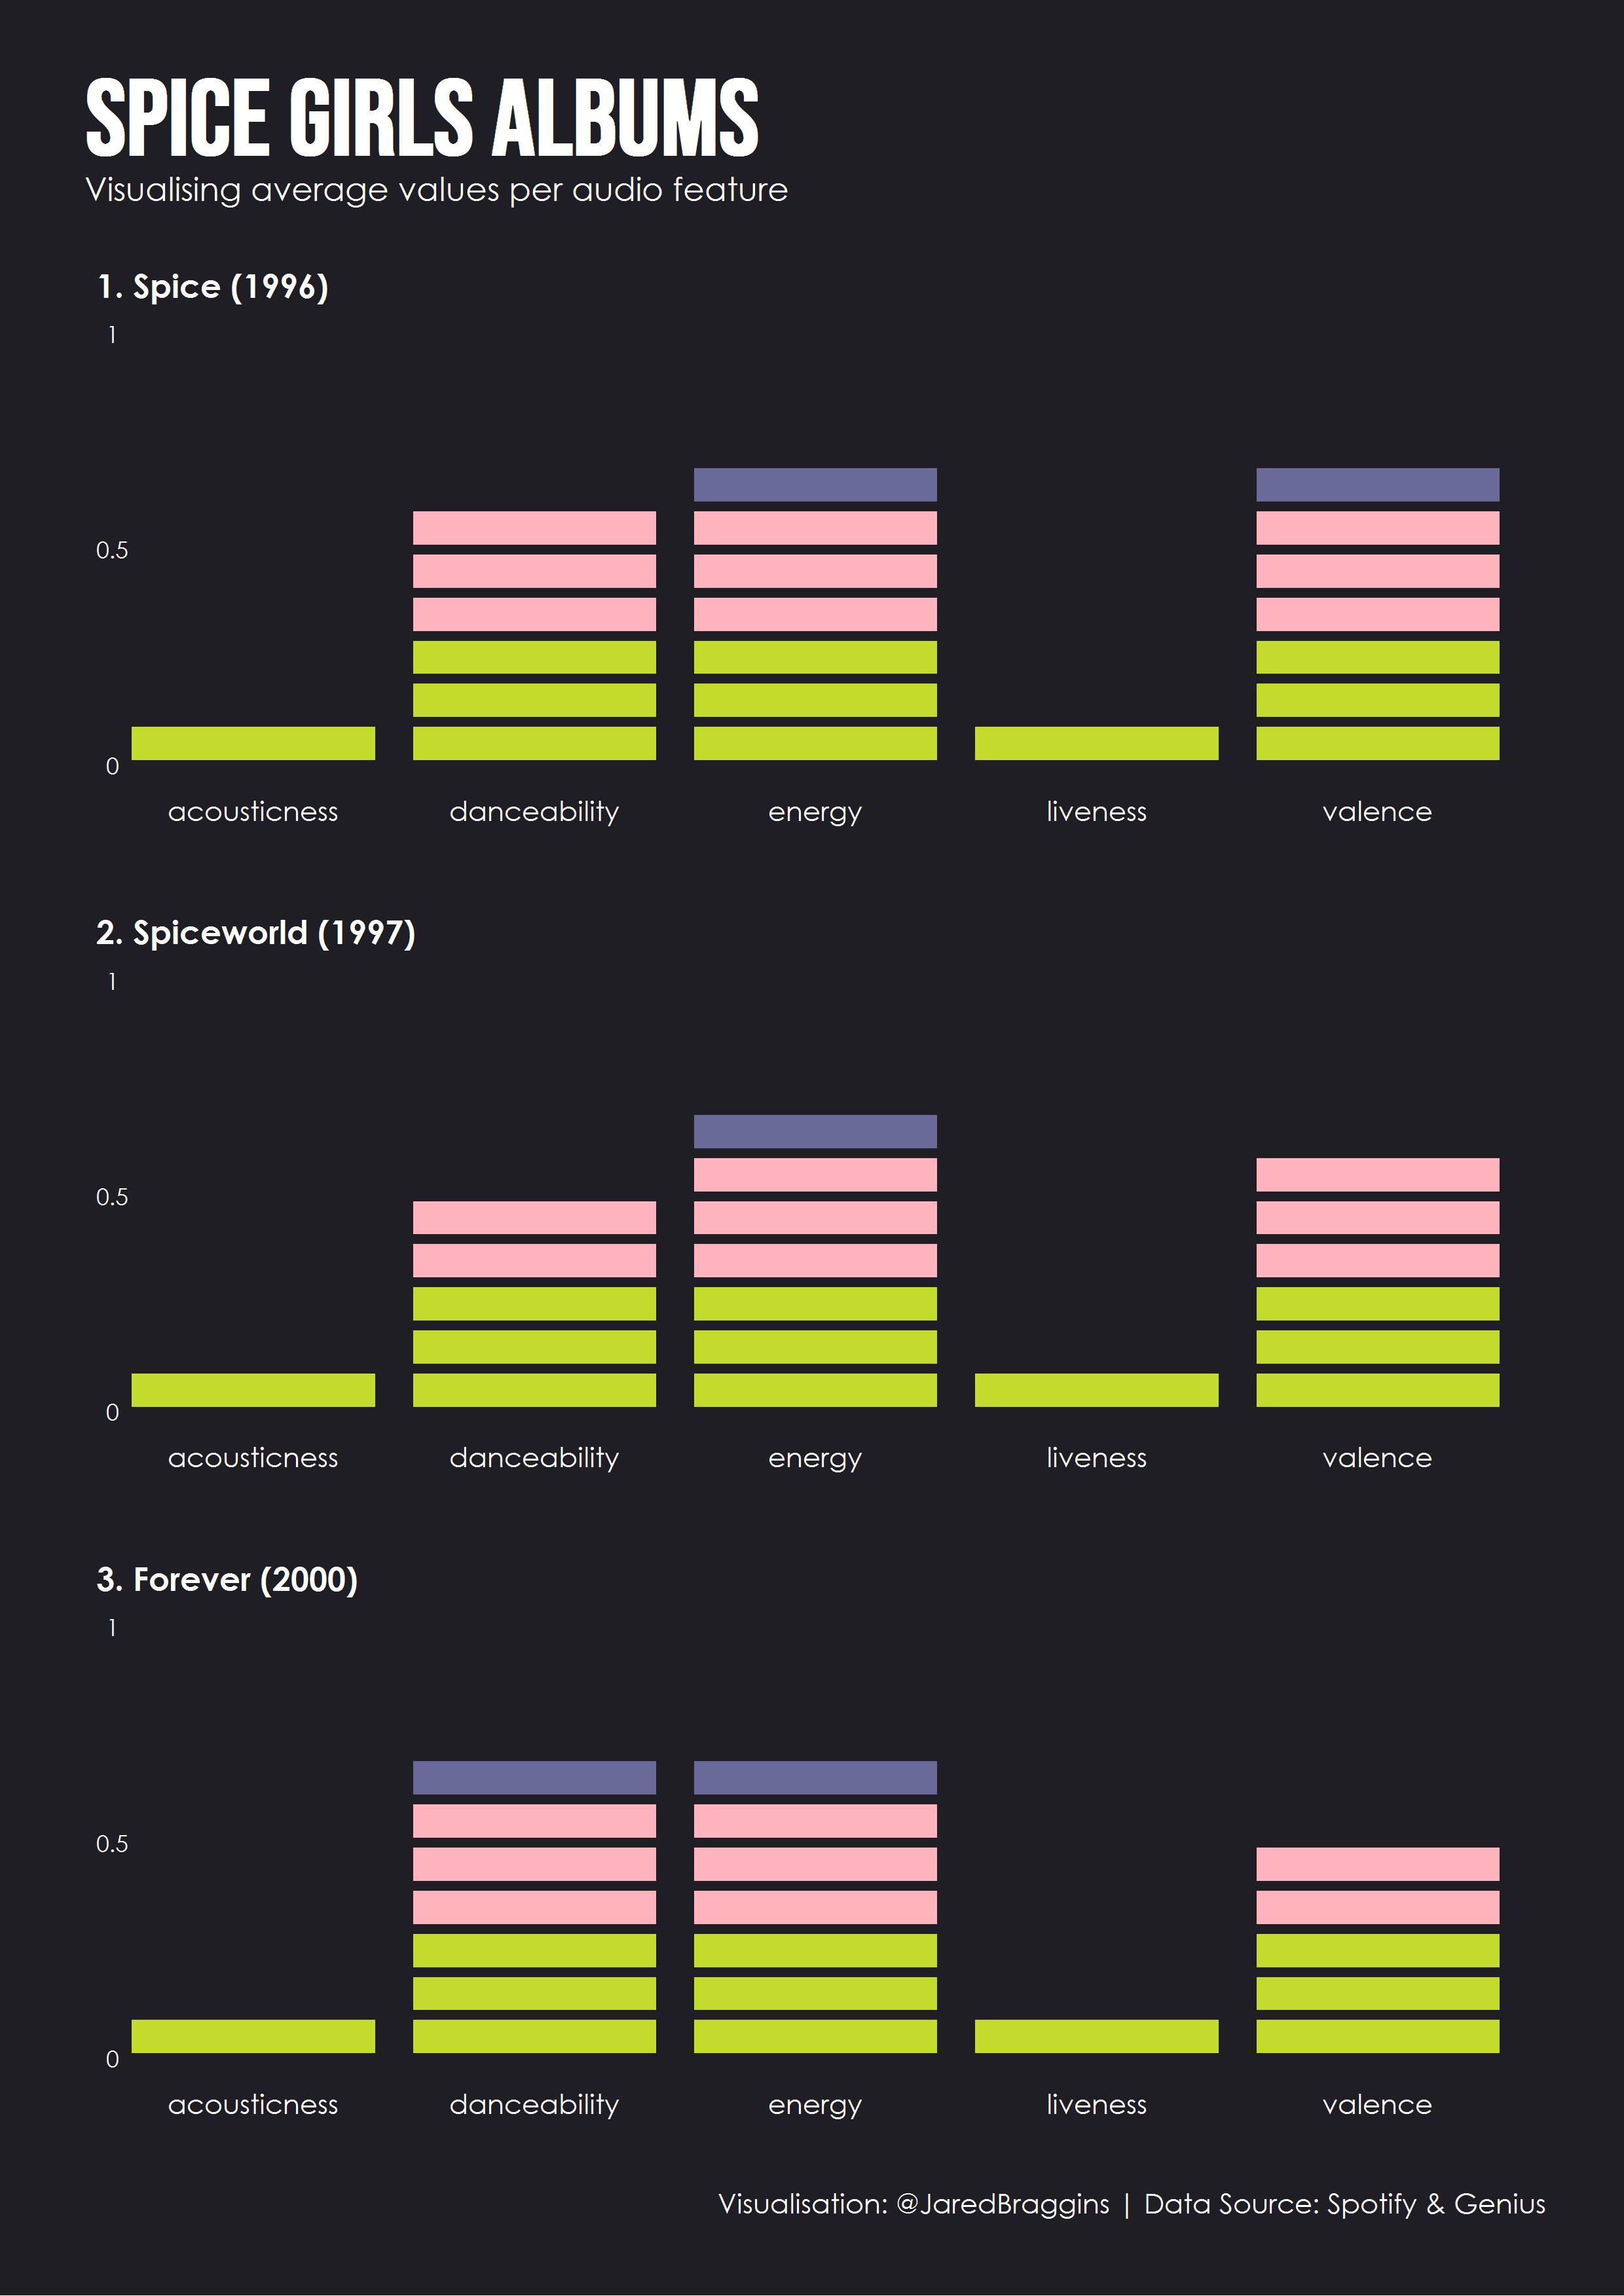 SPICE GIRLS ALBUMS
Visualising average values per audio feature
1. Spice (1996)
1
0.5
0
acousticness danceability energy liveness valence
2. Spiceworld (1997)
1
0.5
0
acousticness danceability energy liveness valence
3. Forever (2000)
1
0.5
0
acousticness danceability energy liveness valence
Visualisation: @JaredBraggins | Data Source: Spotify & Genius